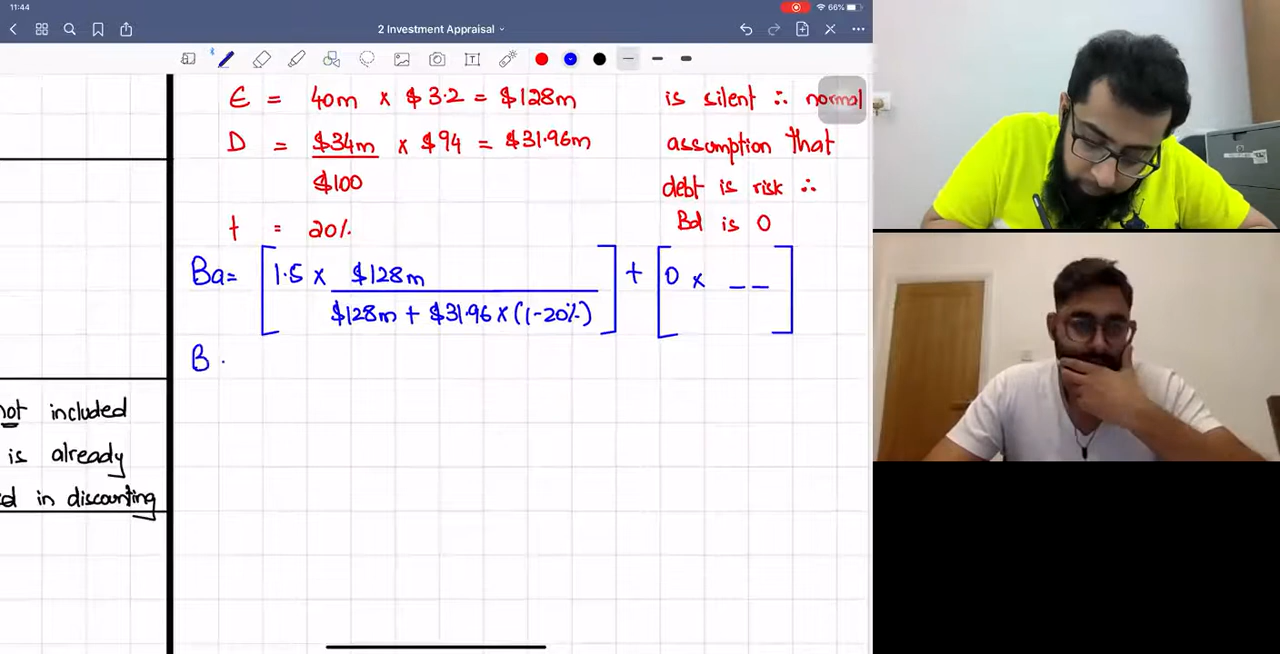 11:44
66%
2 Investment Appraisal
E = 40m x $3.2 = $128m
D = $34m x $94 = $31.96m
$100
t = 20%
is silent ∴ normal
assumption that
debt is risk ∴
Bd is 0
Ba= [1.5 x $128m / $128m + $31.96 x (1-20%)] + [0 x _ _]
B
not included
is already
ed in discounting